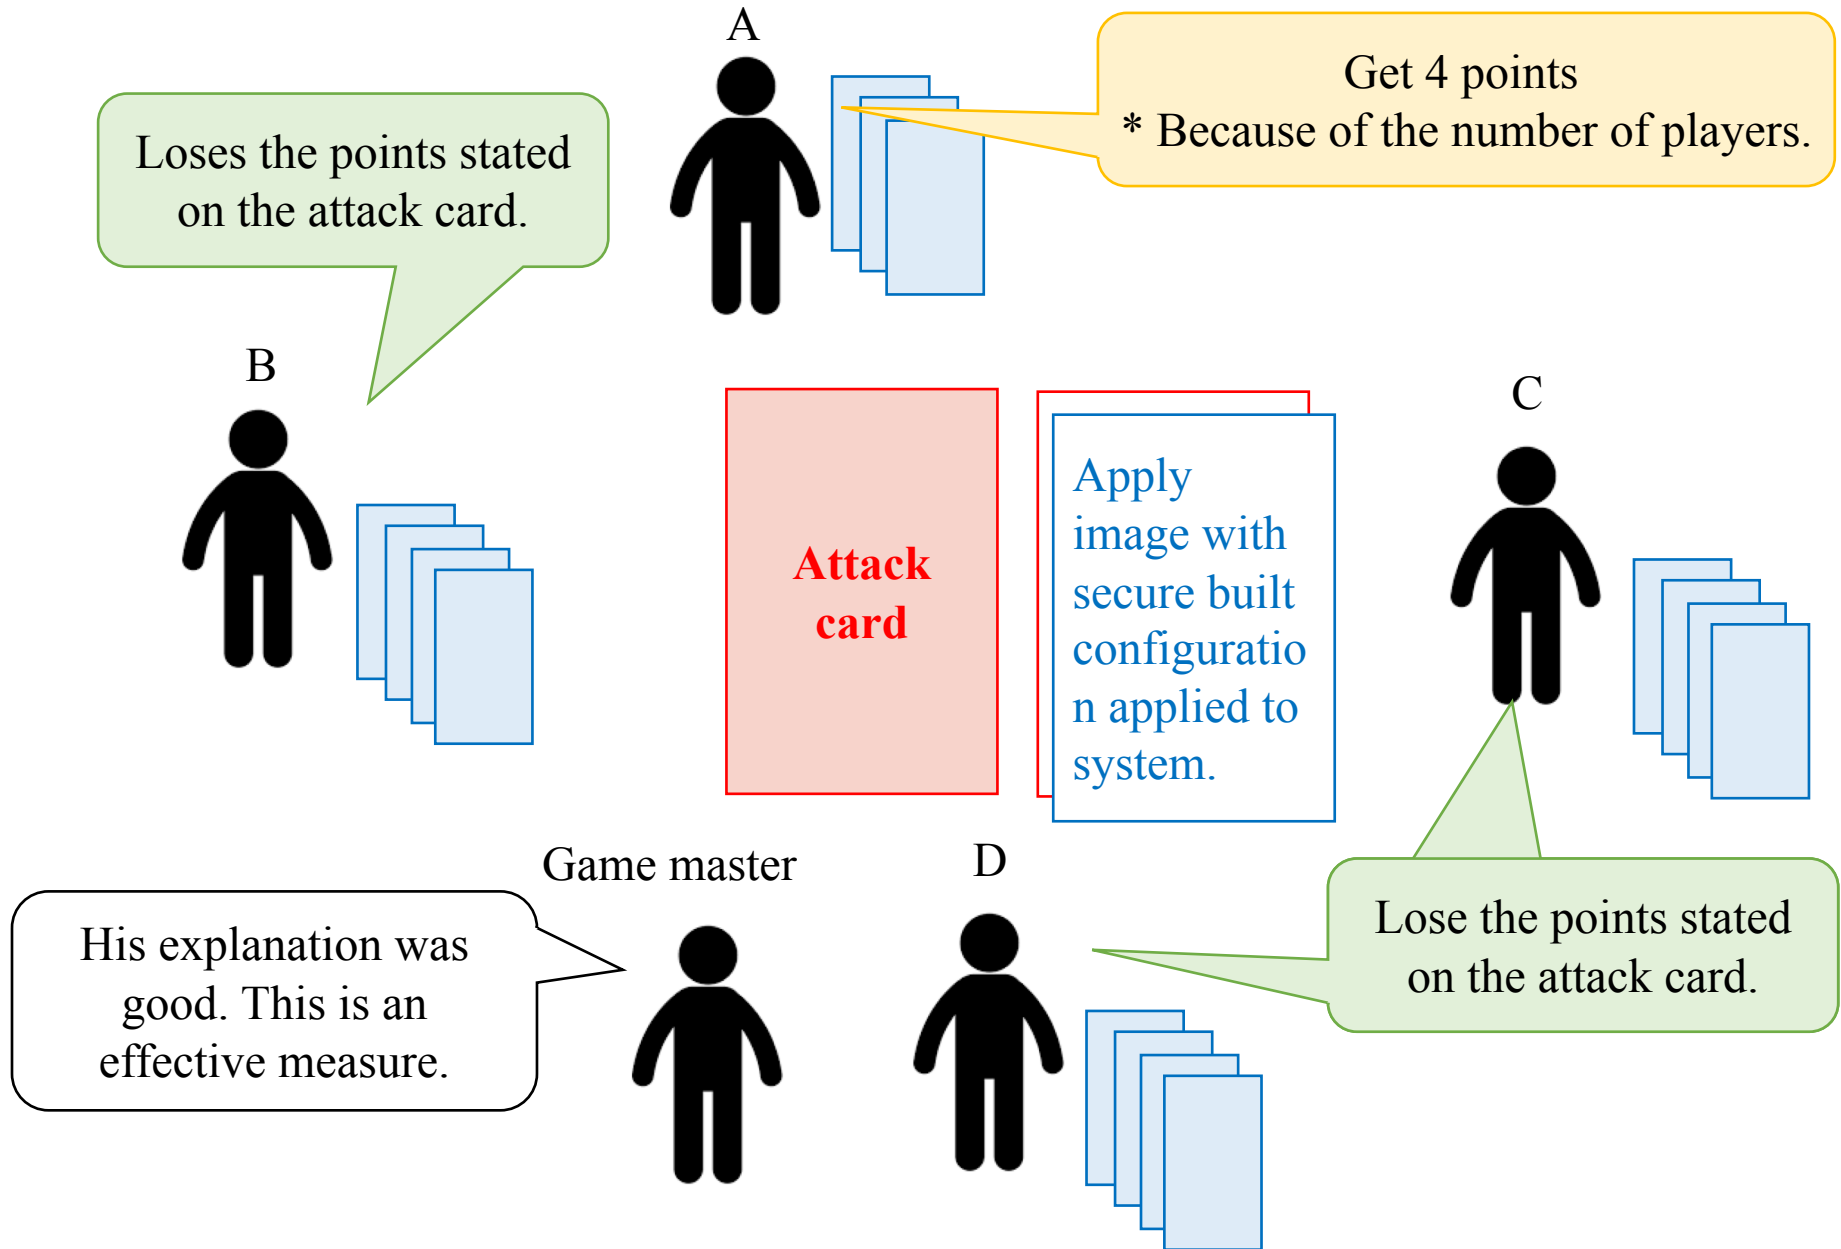 A
Get 4 points
* Because of the number of players.
Loses the points stated
on the attack card.
B
C
Attack
card
Apply
image with
secure built
configuratio
n applied to
system.
Game master
D
His explanation was
good. This is an
effective measure.
Lose the points stated
on the attack card.